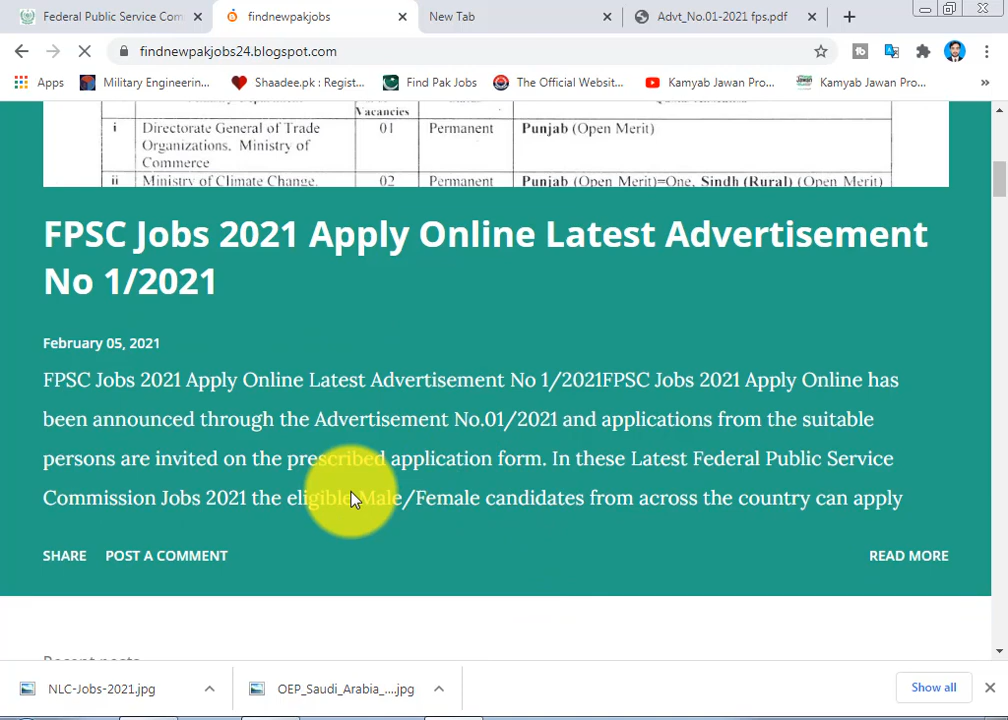 Federal Public Service Com
findnewpakjobs
New Tab
Advt_No.01-2021 fps.pdf
findnewpakjobs24.blogspot.com
Apps
Military Engineerin...
Shaadee.pk : Regist...
Find Pak Jobs
The Official Websit...
Kamyab Jawan Pro...
Kamyab Jawan Pro...
Vacancies
i Directorate General of Trade Organizations. Ministry of Commerce 01 Permanent Punjab (Open Merit)
ii Ministry of Climate Change. 02 Permanent Punjab (Open Merit)=One, Sindh (Rural) (Open Merit)
FPSC Jobs 2021 Apply Online Latest Advertisement
No 1/2021
February 05, 2021
FPSC Jobs 2021 Apply Online Latest Advertisement No 1/2021FPSC Jobs 2021 Apply Online has
been announced through the Advertisement No.01/2021 and applications from the suitable
persons are invited on the prescribed application form. In these Latest Federal Public Service
Commission Jobs 2021 the eligible Male/Female candidates from across the country can apply
SHARE POST A COMMENT READ MORE
Recent posts
NLC-Jobs-2021.jpg
OEP_Saudi_Arabia_....jpg
Show all